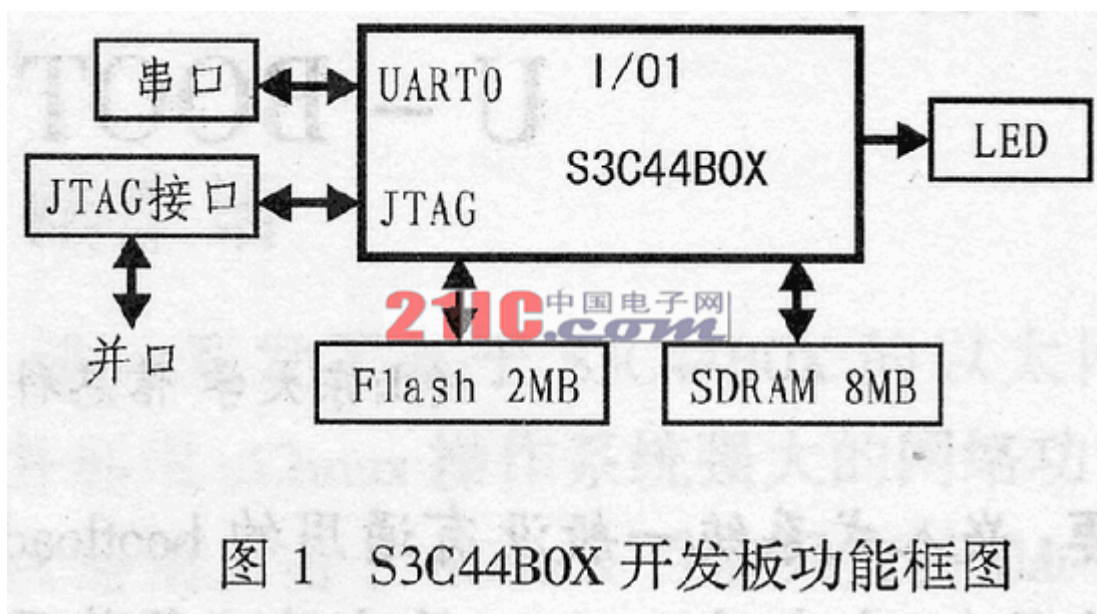 串口
UART0
I/O1
S3C44B0X
LED
JTAG接口
JTAG
并口
21IC中国电子网
.com
Flash 2MB
SDRAM 8MB
U-BOOT
bootload
图 1 S3C44B0X 开发板功能框图